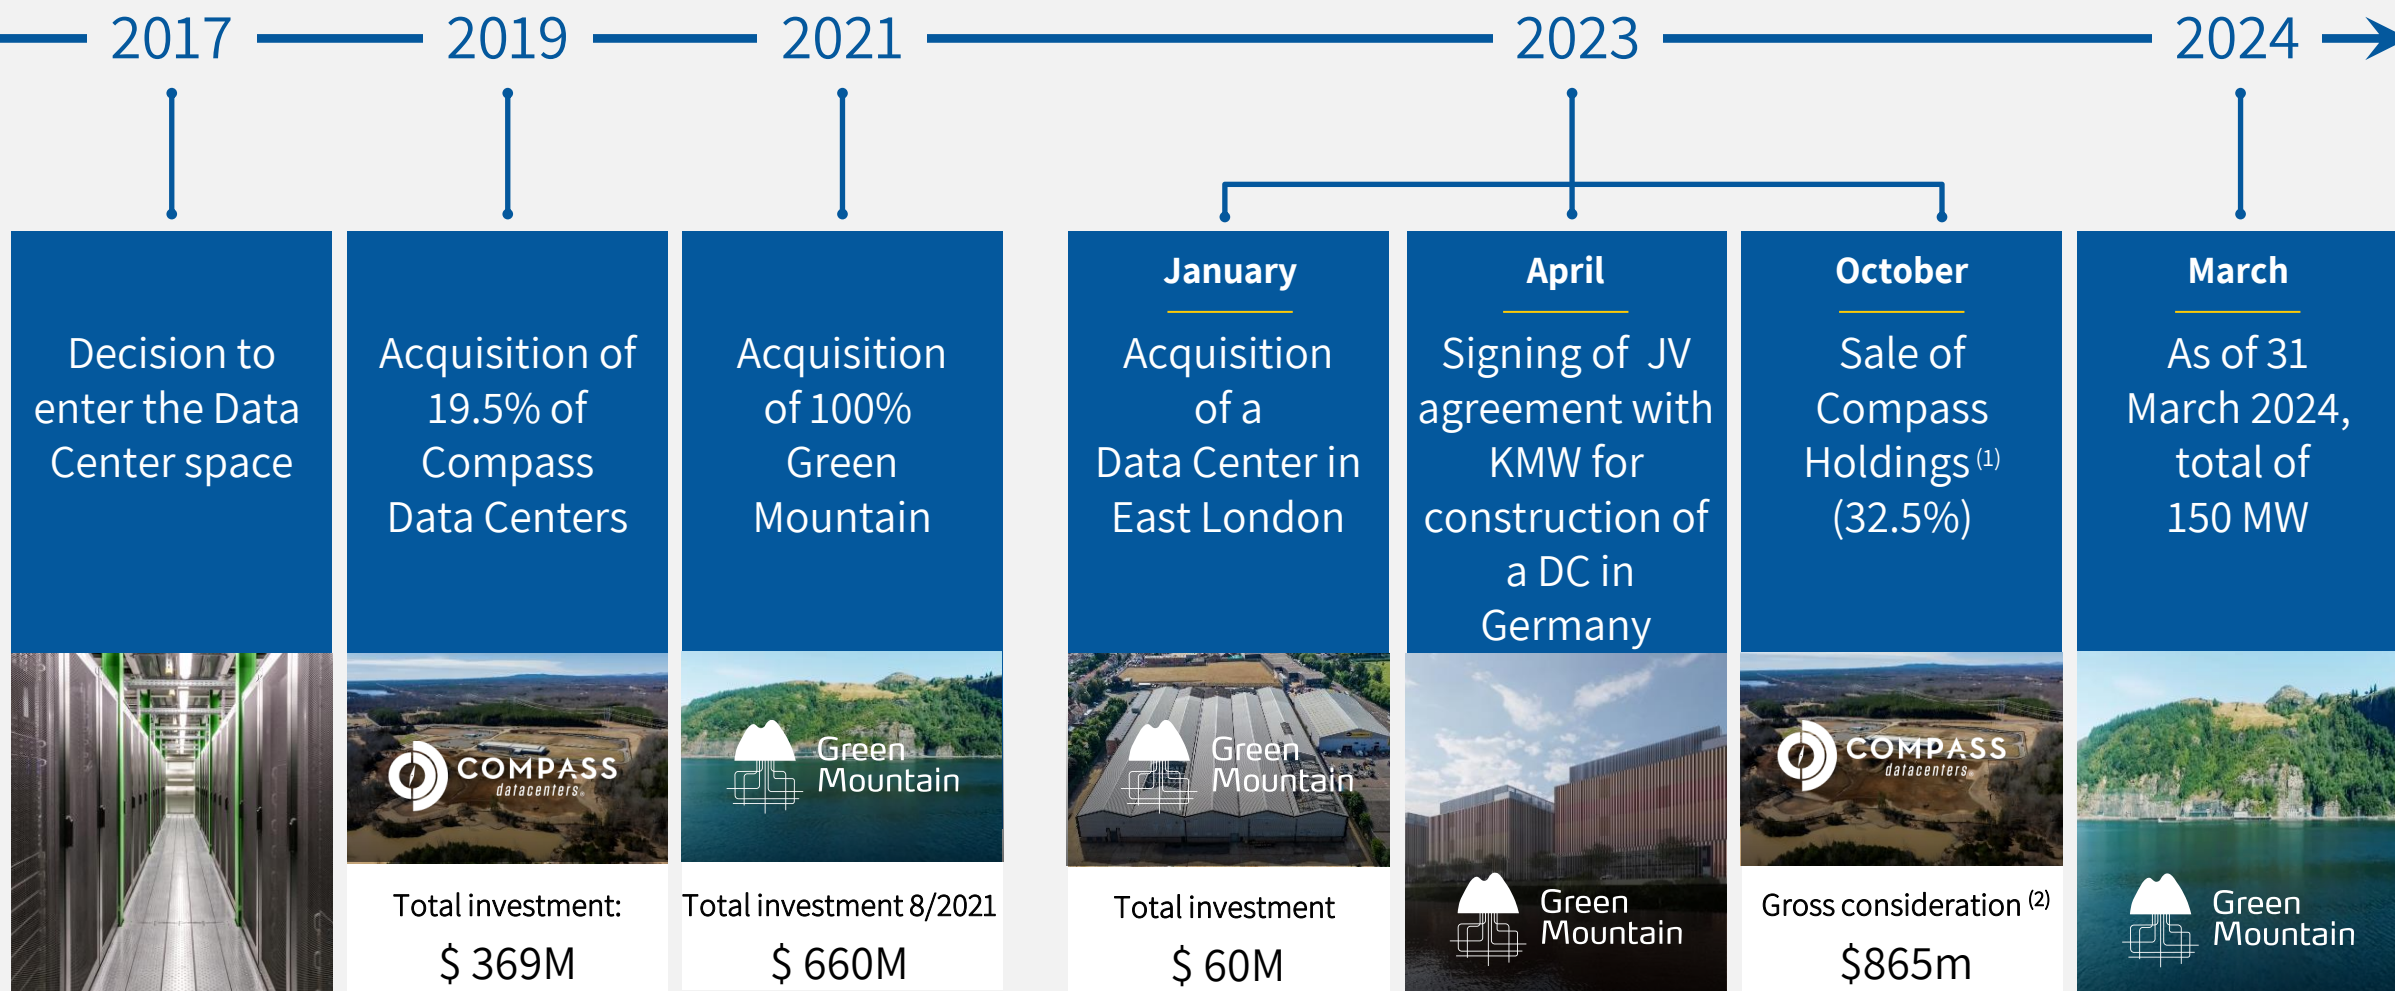 2017
2019
2021
2023
2024
Decision to
enter the Data
Center space
Acquisition of
19.5% of
Compass
Data Centers
COMPASS
datacenters®
Total investment:
$ 369M
Acquisition
of 100%
Green
Mountain
Green
Mountain
Total investment 8/2021
$ 660M
January
Acquisition
of a
Data Center in
East London
Green
Mountain
Total investment
$ 60M
April
Signing of JV
agreement with
KMW for
construction of
a DC in
Germany
Green
Mountain
October
Sale of
Compass
Holdings (1)
(32.5%)
COMPASS
datacenters®
Gross consideration (2)
$865m
March
As of 31
March 2024,
total of
150 MW
Green
Mountain